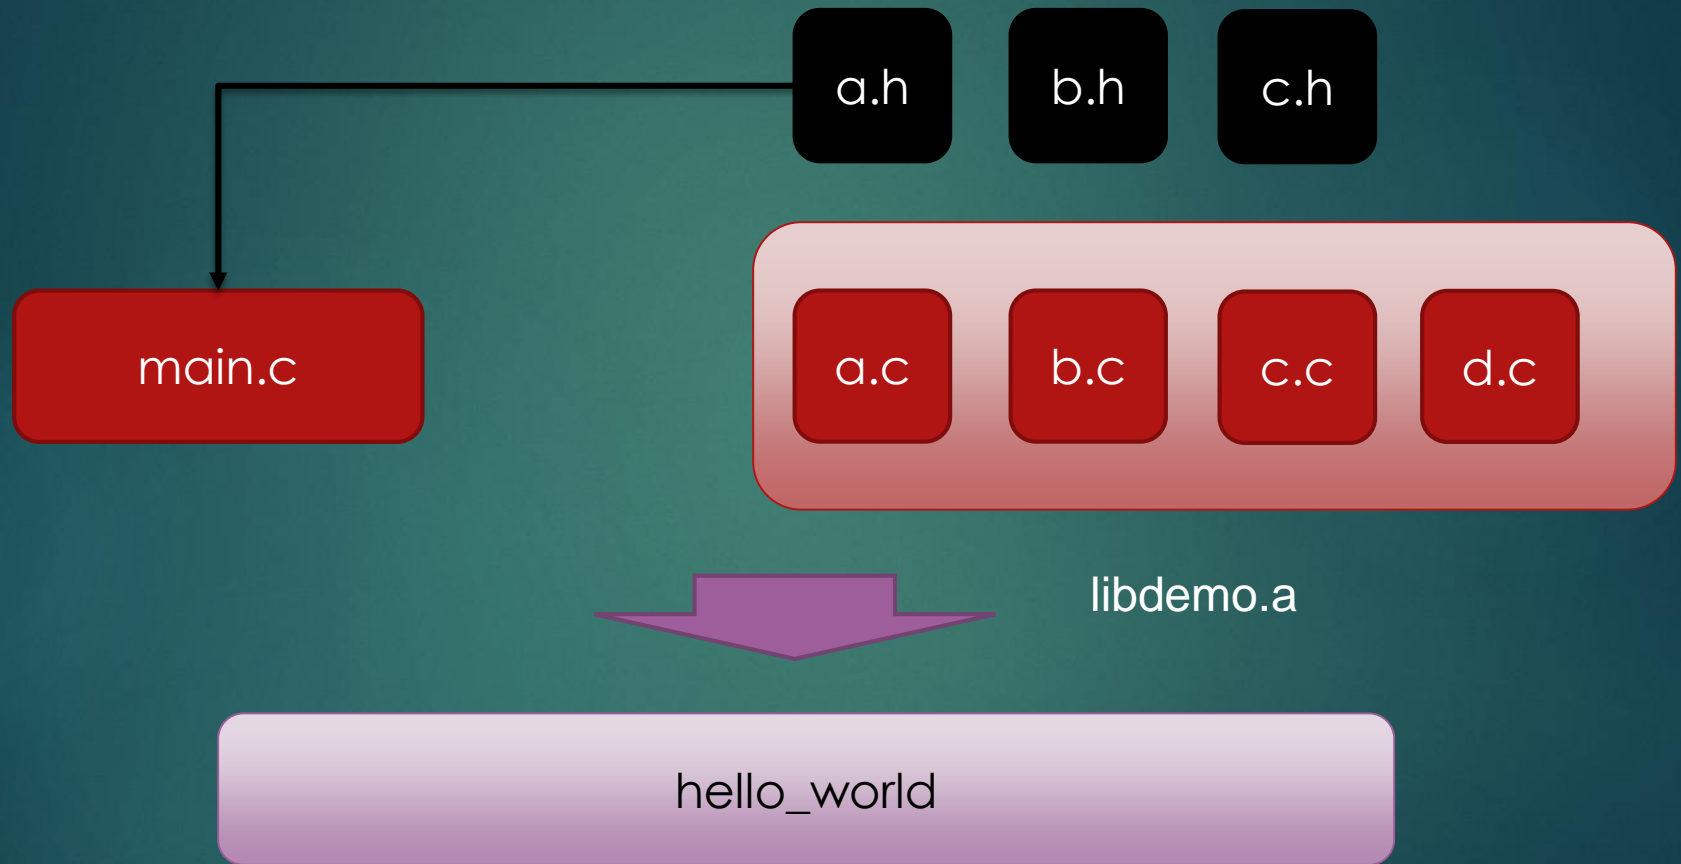 a.h
b.h
c.h
main.c
a.c
b.c
c.c
d.c
libdemo.a
hello_world